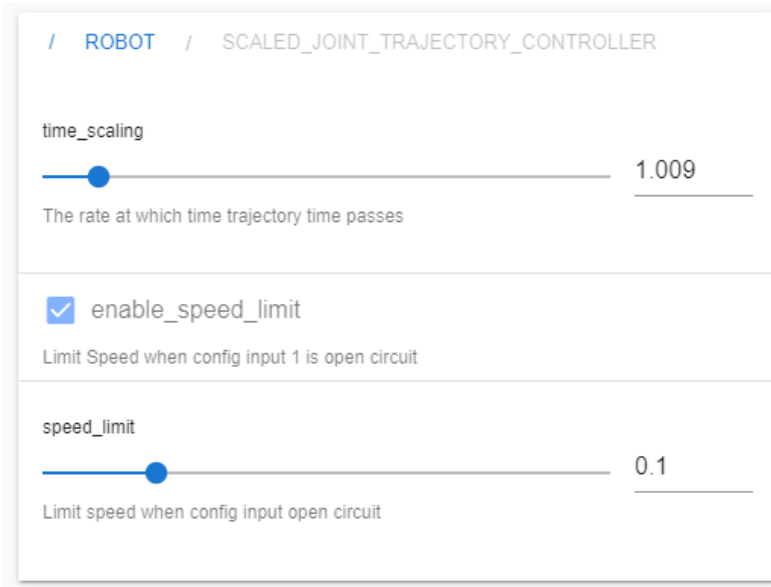 / ROBOT / SCALED_JOINT_TRAJECTORY_CONTROLLER
time_scaling
1.009
The rate at which time trajectory time passes
enable_speed_limit
Limit Speed when config input 1 is open circuit
speed_limit
0.1
Limit speed when config input open circuit